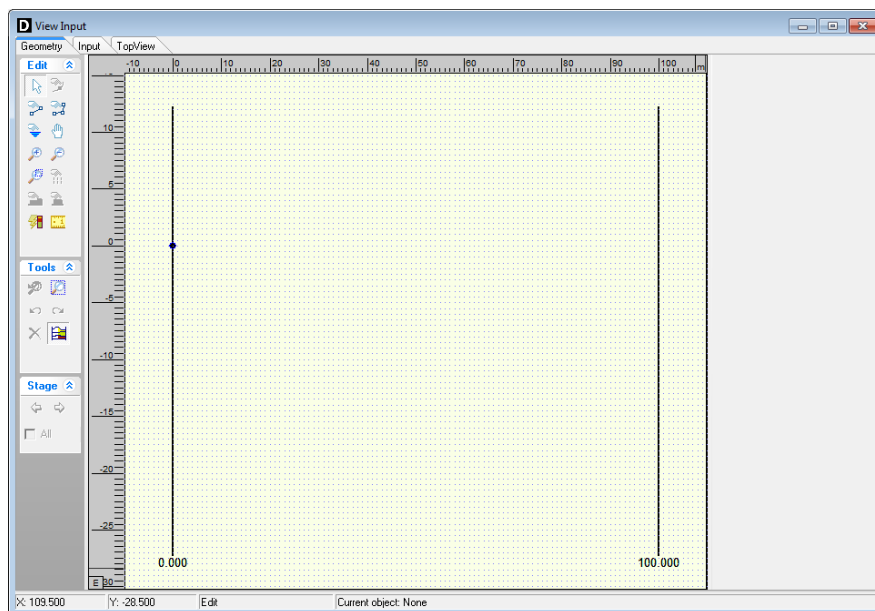 D View Input
Geometry Input TopView
Edit
-10 0 10 20 30 40 50 60 70 80 90 100 m
10
5
0
-5
-10
Tools
-15
Stage
-20
All
-25
0.000 100.000
E 30
X: 109.500 Y: -28.500 Edit Current object: None